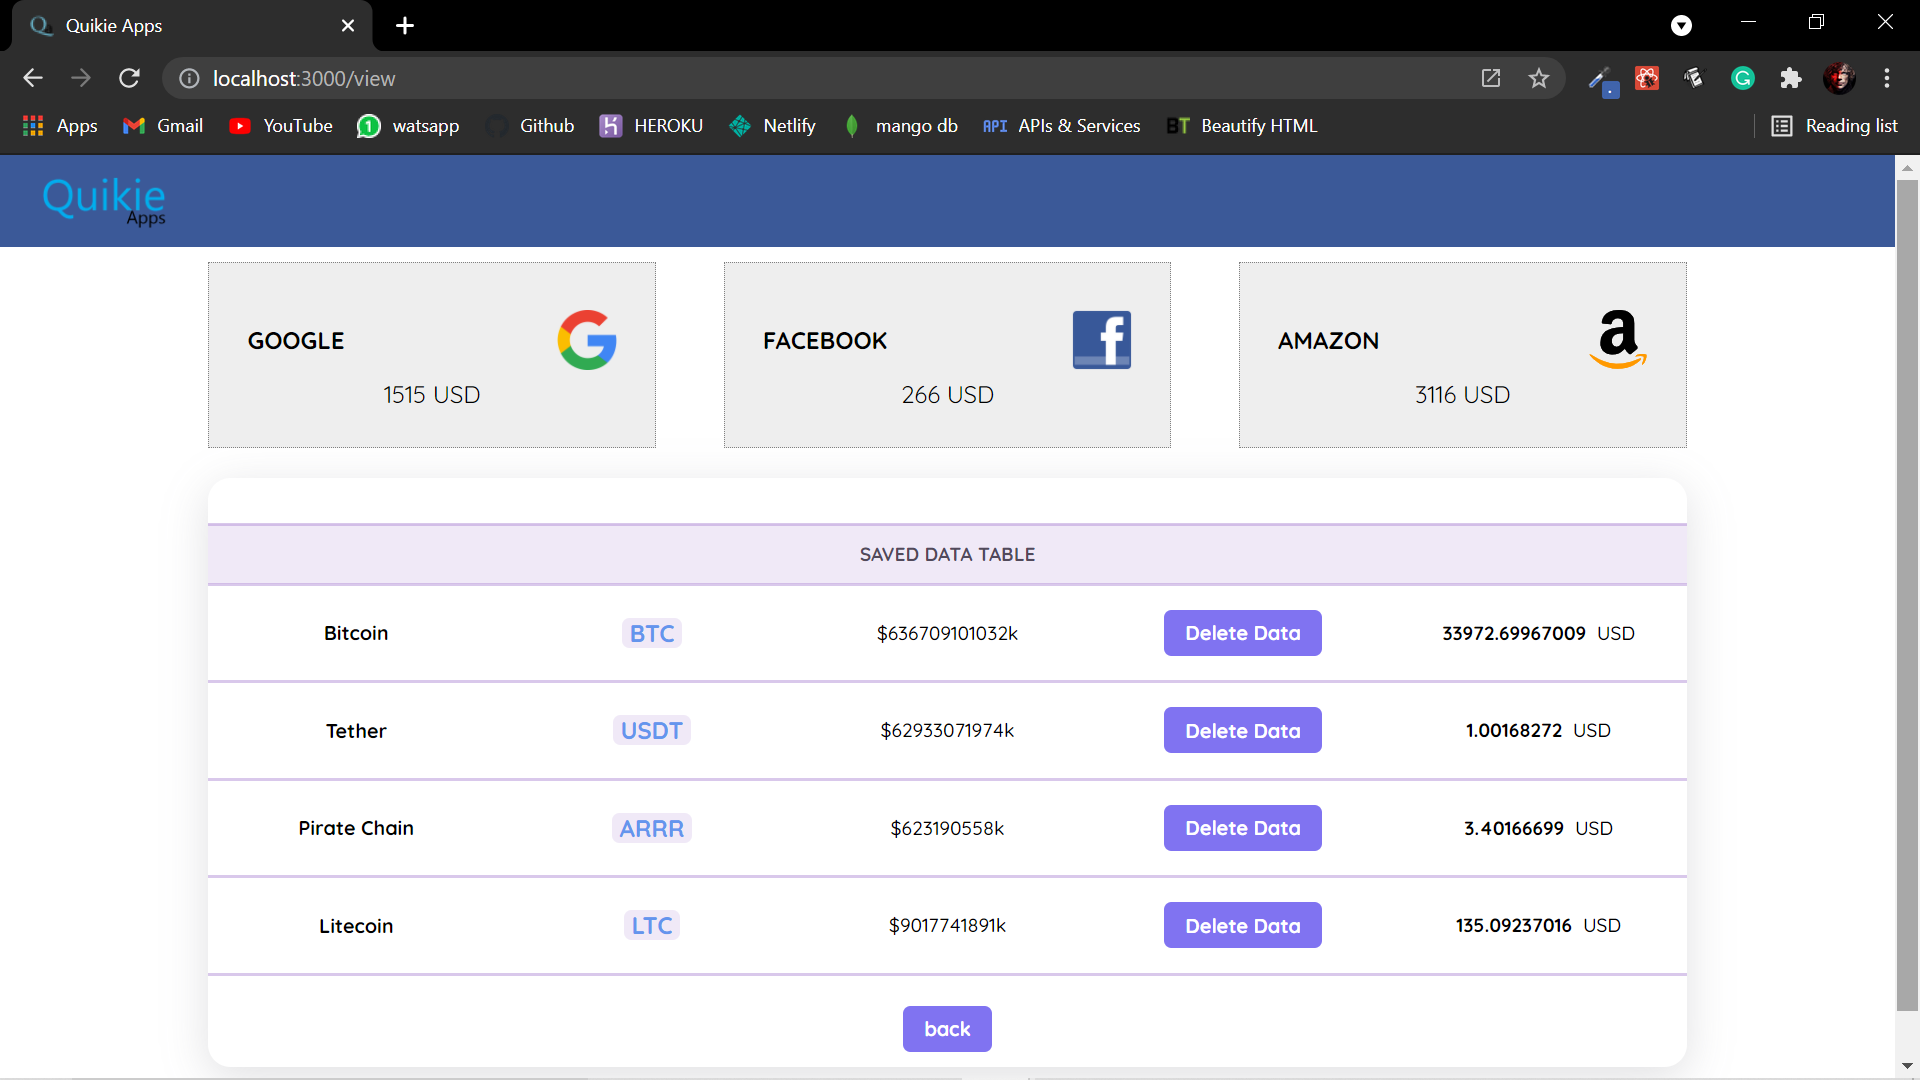 Quikie Apps
localhost:3000/view
Apps Gmail YouTube 1 watsapp Github HEROKU Netlify mango db API APIs & Services BT Beautify HTML Reading list
Quikie
Apps
GOOGLE
1515 USD
FACEBOOK
266 USD
AMAZON
3116 USD
SAVED DATA TABLE
Bitcoin BTC $636709101032k Delete Data 33972.69967009 USD
Tether USDT $62933071974k Delete Data 1.00168272 USD
Pirate Chain ARRR $623190558k Delete Data 3.40166699 USD
Litecoin LTC $9017741891k Delete Data 135.09237016 USD
back